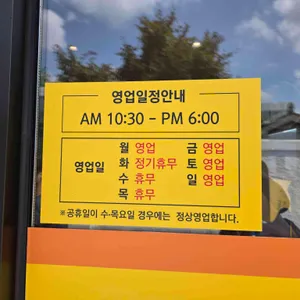 영업일정안내
AM 10:30 - PM 6:00
월 영업 금 영업
영업일 화 정기휴무 토 영업
수 휴무 일 영업
목 휴무
※공휴일이 수·목요일 경우에는 정상영업합니다.